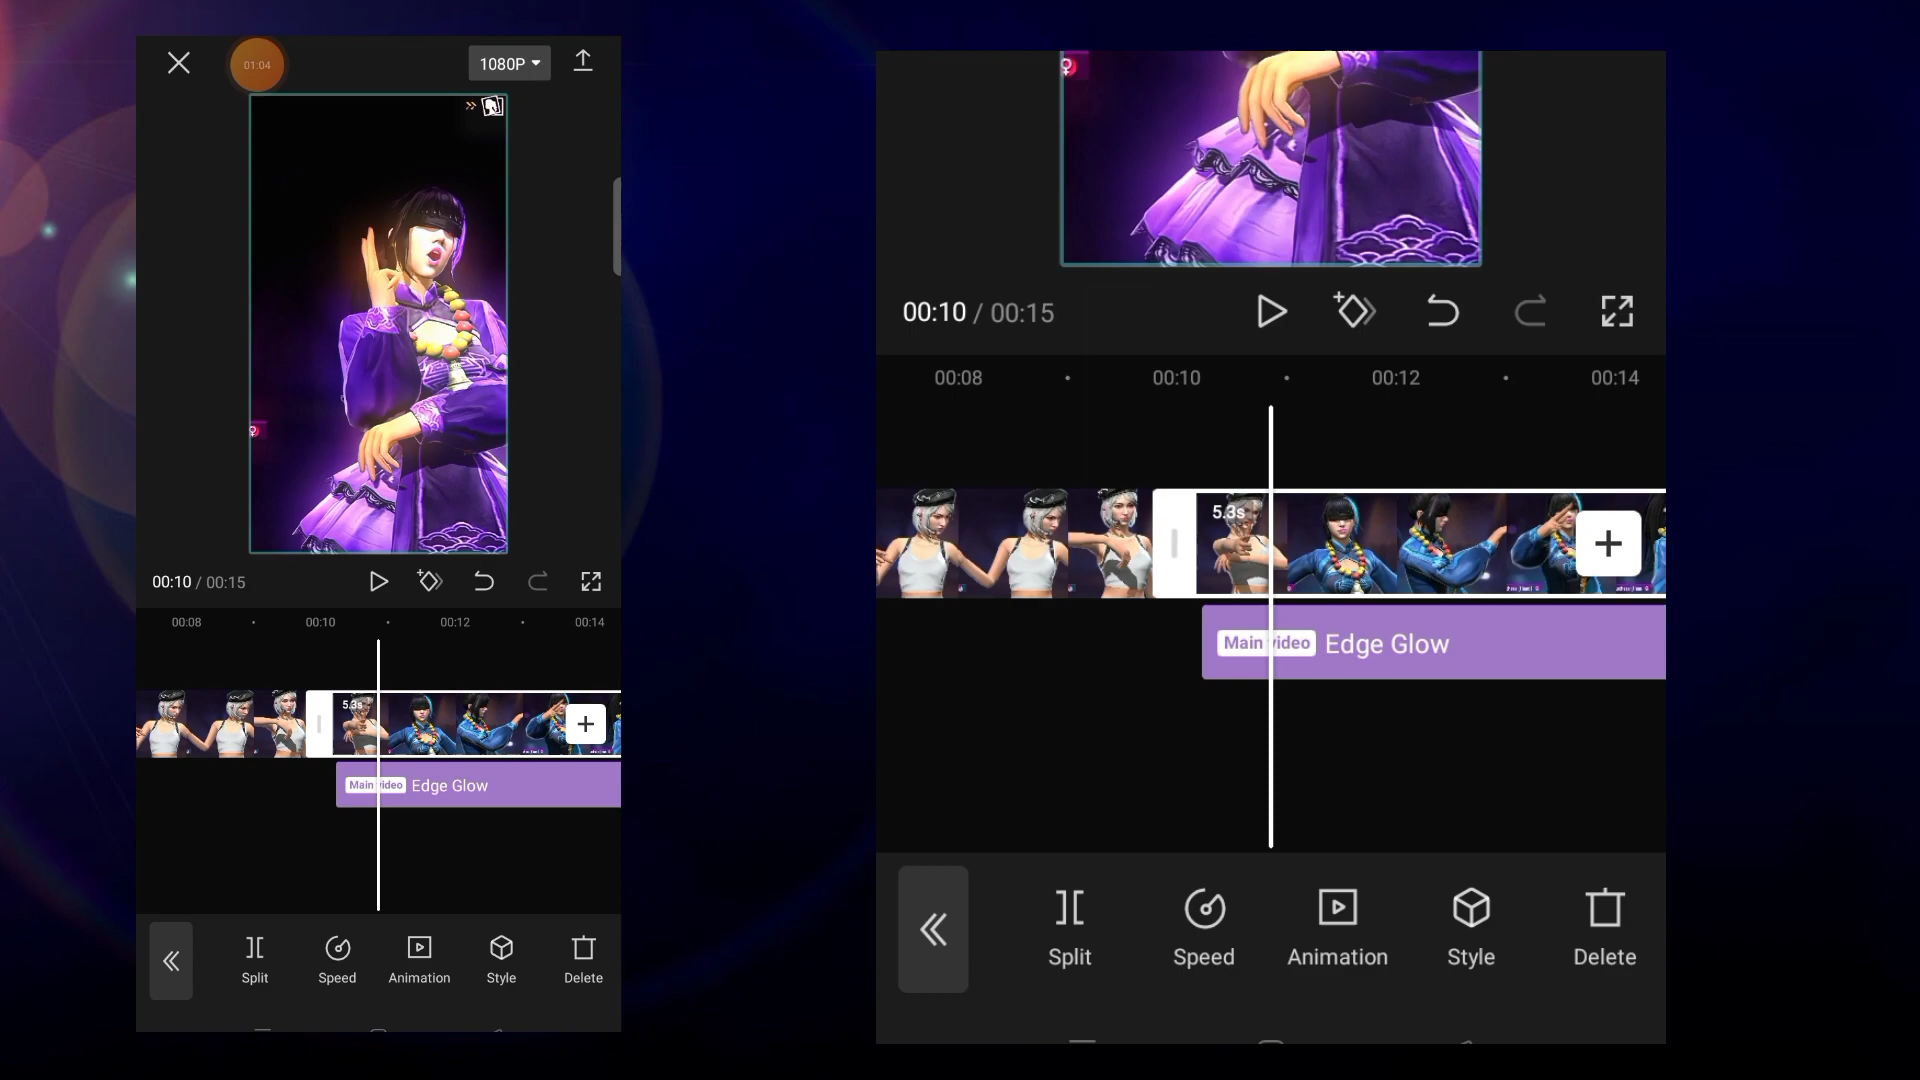 01:04
1080P
00:10 / 00:15
00:08 00:10 00:12 00:14
5.3s
Main video Edge Glow
Split Speed Animation Style Delete
00:10 / 00:15
00:08 00:10 00:12 00:14
5.3s
Main video Edge Glow
Split Speed Animation Style Delete